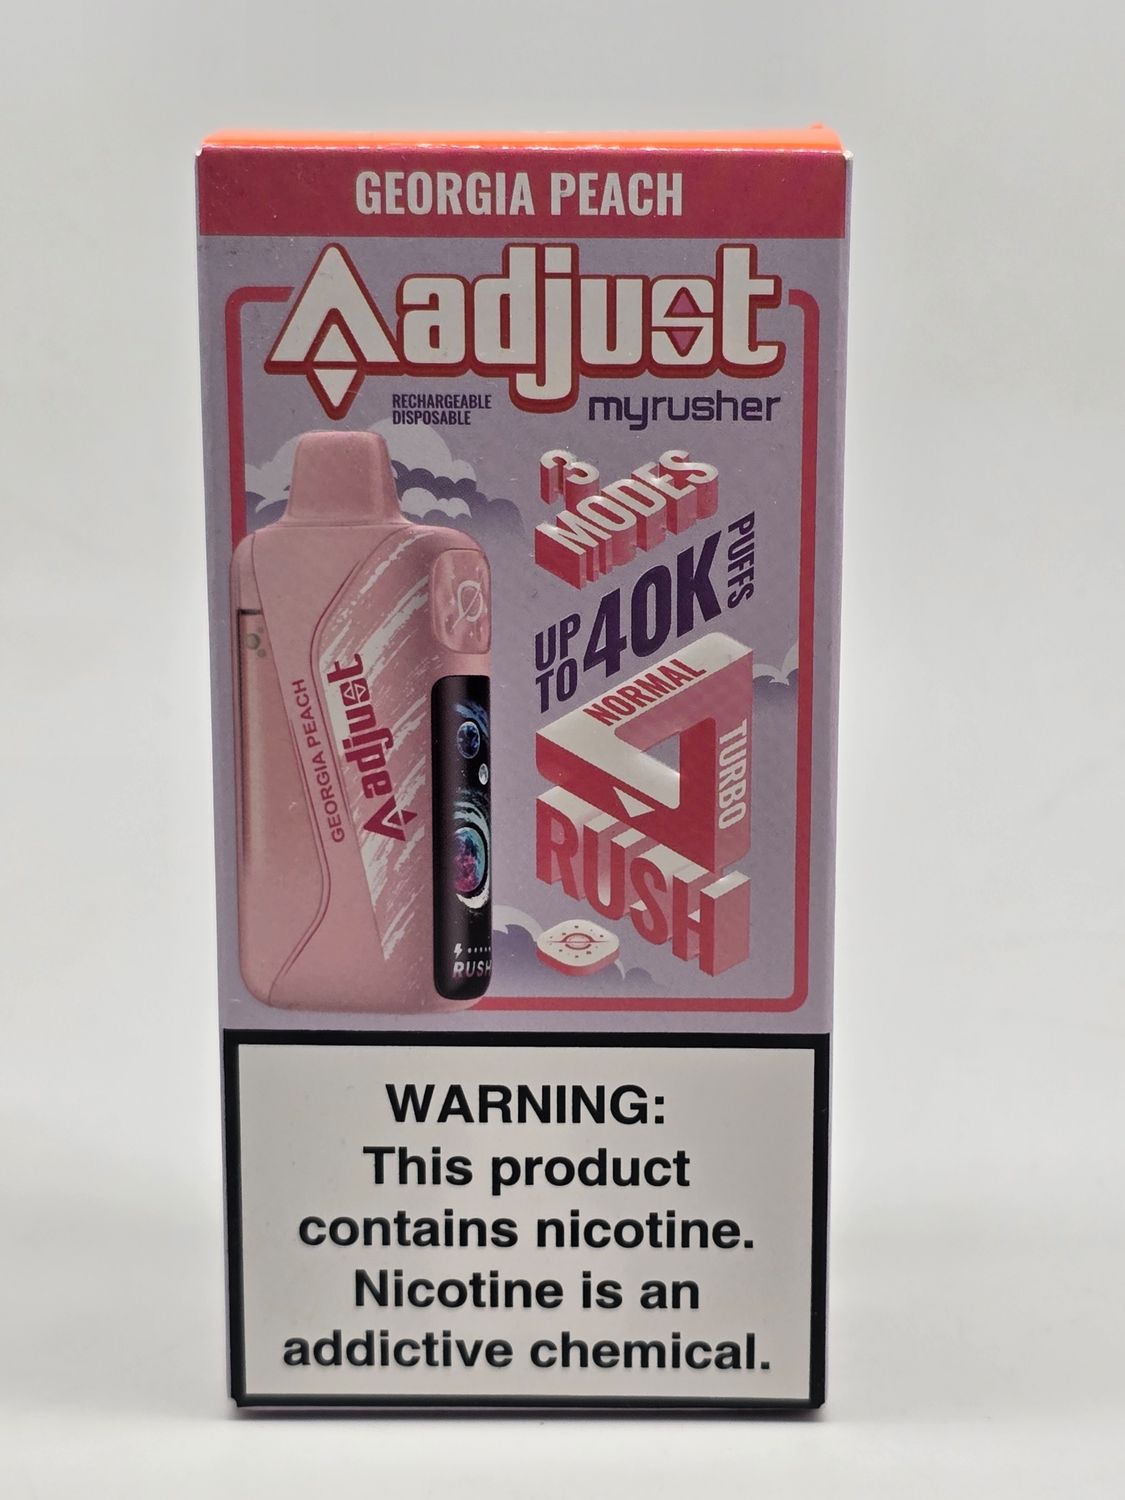 GEORGIA PEACH
adjust
RECHARGEABLE
DISPOSABLE
myrusher
3
MODES
UP
TO
40K
PUFFS
NORMAL
TURBO
RUSH
GEORGIA PEACH
adjust
RUSH
WARNING:
This product
contains nicotine.
Nicotine is an
addictive chemical.